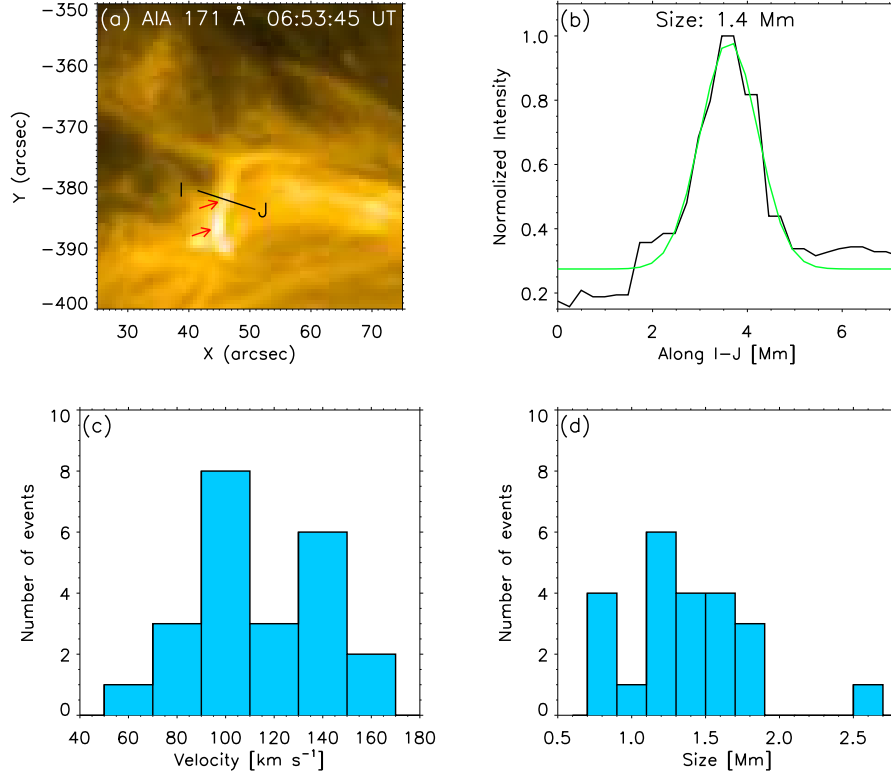 (a) AIA 171 Å 06:53:45 UT
-350
-360
-370
-380
-390
-400
Y (arcsec)
I
J
30 40 50 60 70
X (arcsec)
(b) Size: 1.4 Mm
1.0
0.8
0.6
0.4
0.2
Normalized Intensity
0 2 4 6
Along I-J [Mm]
(c)
10
8
6
4
2
0
Number of events
40 60 80 100 120 140 160 180
Velocity [km s⁻¹]
(d)
10
8
6
4
2
0
Number of events
0.5 1.0 1.5 2.0 2.5
Size [Mm]